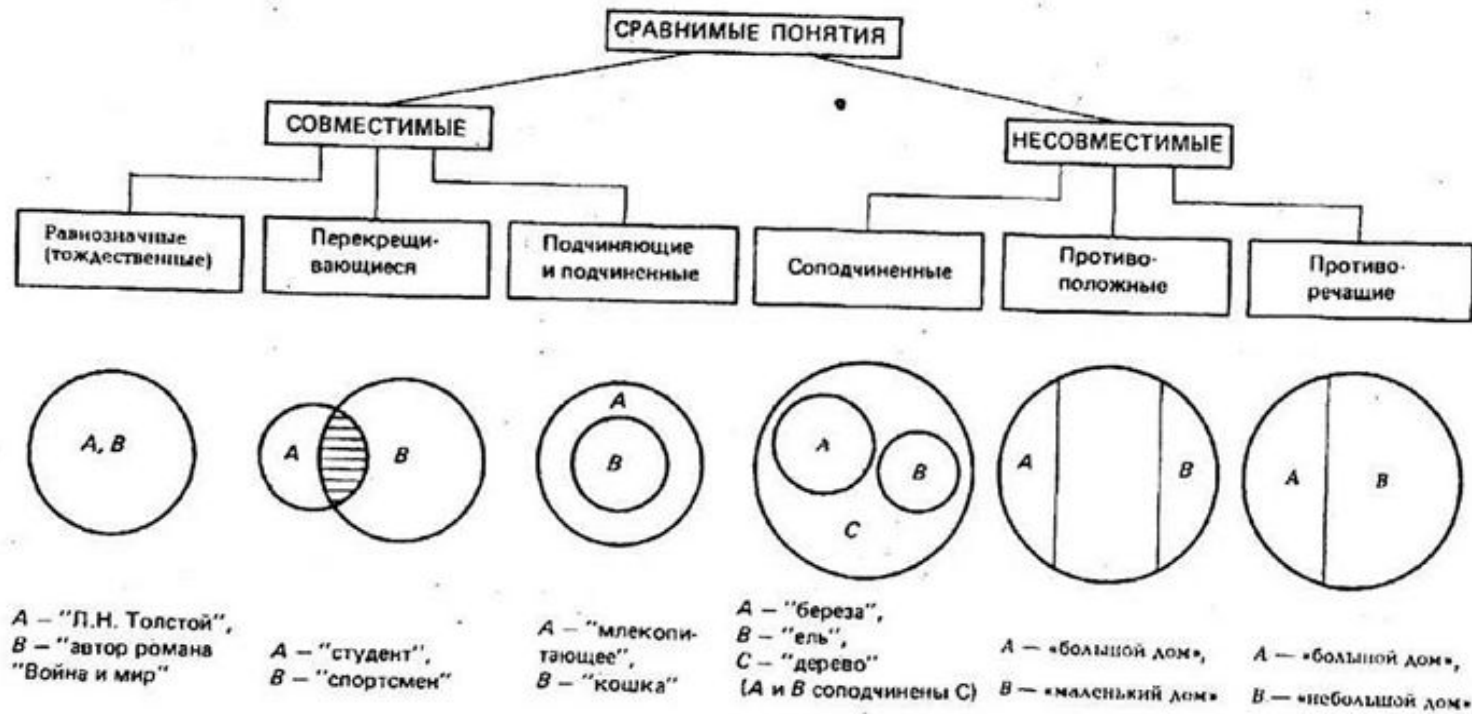 СРАВНИМЫЕ ПОНЯТИЯ
СОВМЕСТИМЫЕ
НЕСОВМЕСТИМЫЕ
Равнозначные
(тождественные)
Перекрещи-
вающиеся
Подчиняющие
и подчиненные
Соподчиненные
Противо-
положные
Противо-
речащие
A, B
A
B
A
B
A
B
C
A
B
A
B
A — "Л.Н. Толстой",
B — "автор романа
"Война и мир"
A — "студент",
B — "спортсмен"
A — "млекопи-
тающее",
B — "кошка"
A — "береза",
B — "ель",
C — "дерево"
(A и B соподчинены C)
A — «большой дом»,
B — «маленький дом»
A — «большой дом»,
B — «небольшой дом»